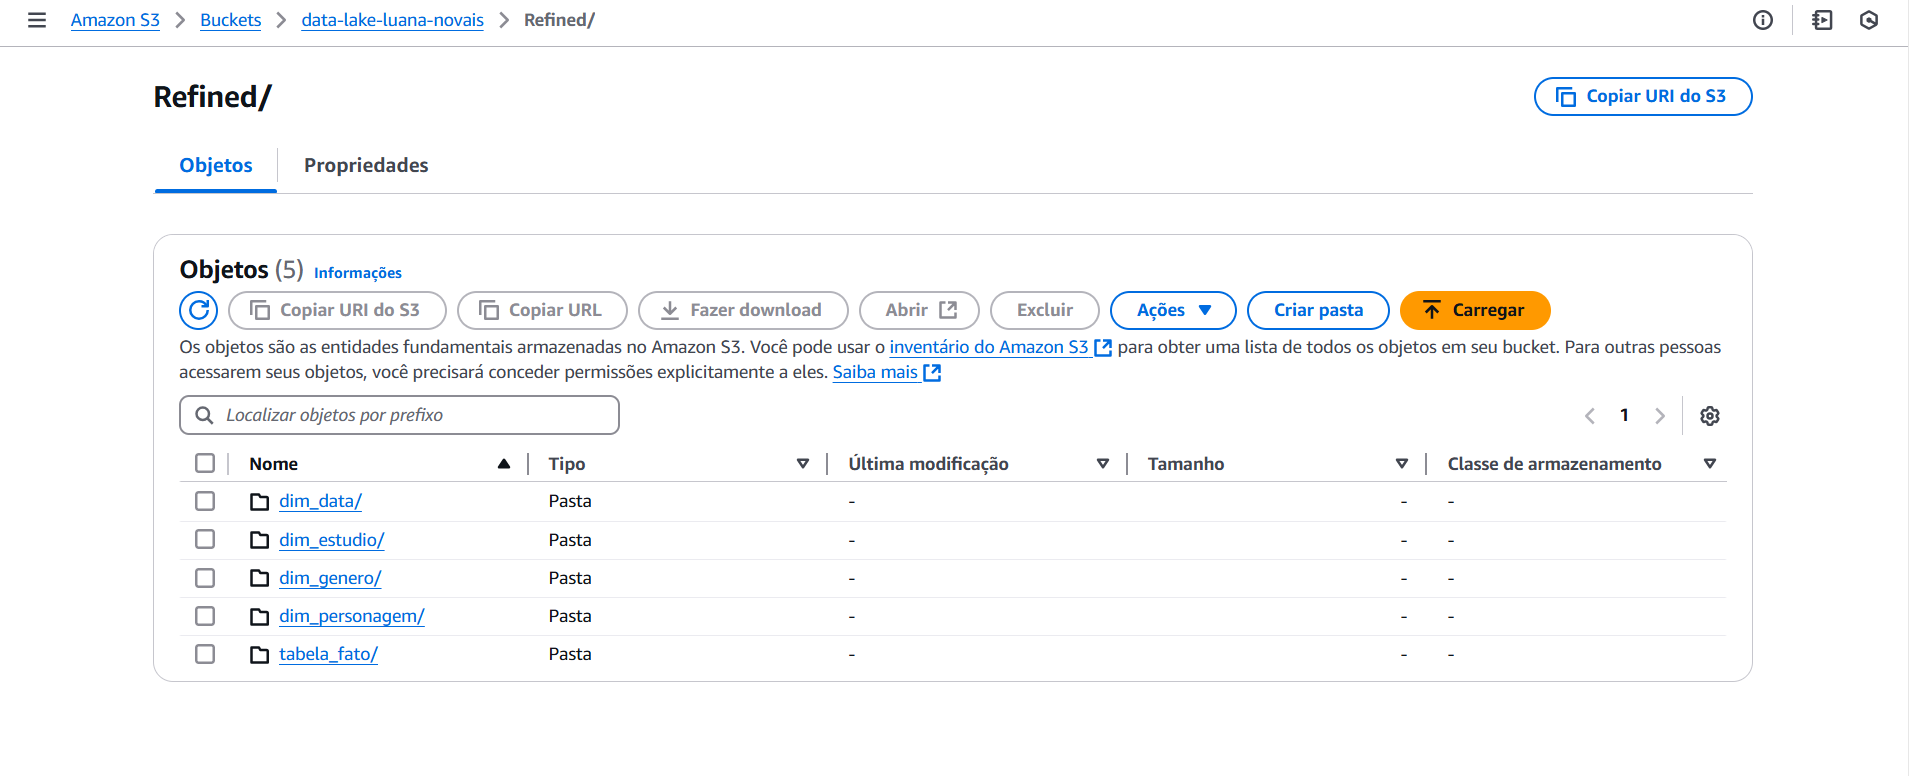 Amazon S3 > Buckets > data-lake-luana-novais > Refined/
Refined/
Copiar URI do S3
Objetos
Propriedades
Objetos (5) Informações
Copiar URI do S3
Copiar URL
Fazer download
Abrir
Excluir
Ações
Criar pasta
Carregar
Os objetos são as entidades fundamentais armazenadas no Amazon S3. Você pode usar o inventário do Amazon S3 para obter uma lista de todos os objetos em seu bucket. Para outras pessoas
acessarem seus objetos, você precisará conceder permissões explicitamente a eles. Saiba mais
Localizar objetos por prefixo
1
Nome Tipo Última modificação Tamanho Classe de armazenamento
dim_data/ Pasta - - -
dim_estudio/ Pasta - - -
dim_genero/ Pasta - - -
dim_personagem/ Pasta - - -
tabela_fato/ Pasta - - -